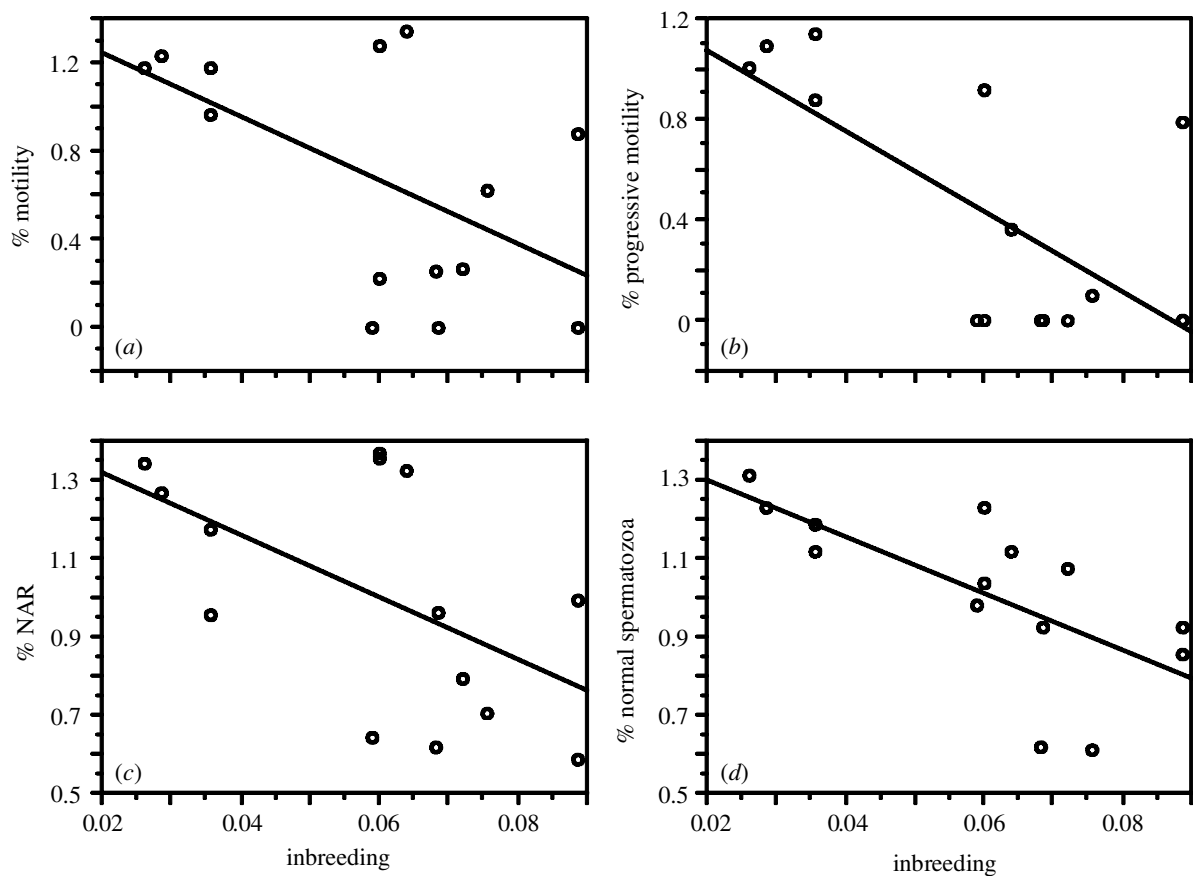 % motility
1.2
0.8
0.4
0
(a)
% progressive motility
1.2
0.8
0.4
0
(b)
% NAR
1.3
1.1
0.9
0.7
0.5
(c)
0.02 0.04 0.06 0.08
inbreeding
% normal spermatozoa
1.3
1.1
0.9
0.7
0.5
(d)
0.02 0.04 0.06 0.08
inbreeding